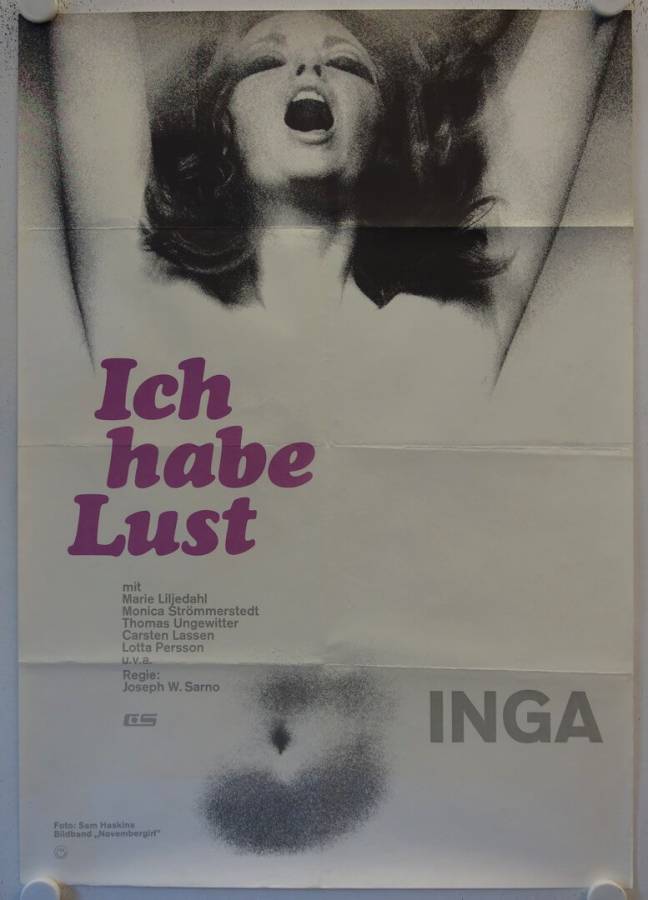 Ich
habe
Lust
mit
Marie Liljedahl
Monica Strömmerstedt
Thomas Ungewitter
Carsten Lassen
Lotta Persson
u.v.a.
Regie:
Joseph W. Sarno
INGA
Foto: Sam Haskins
Bildband „Novembergirl“